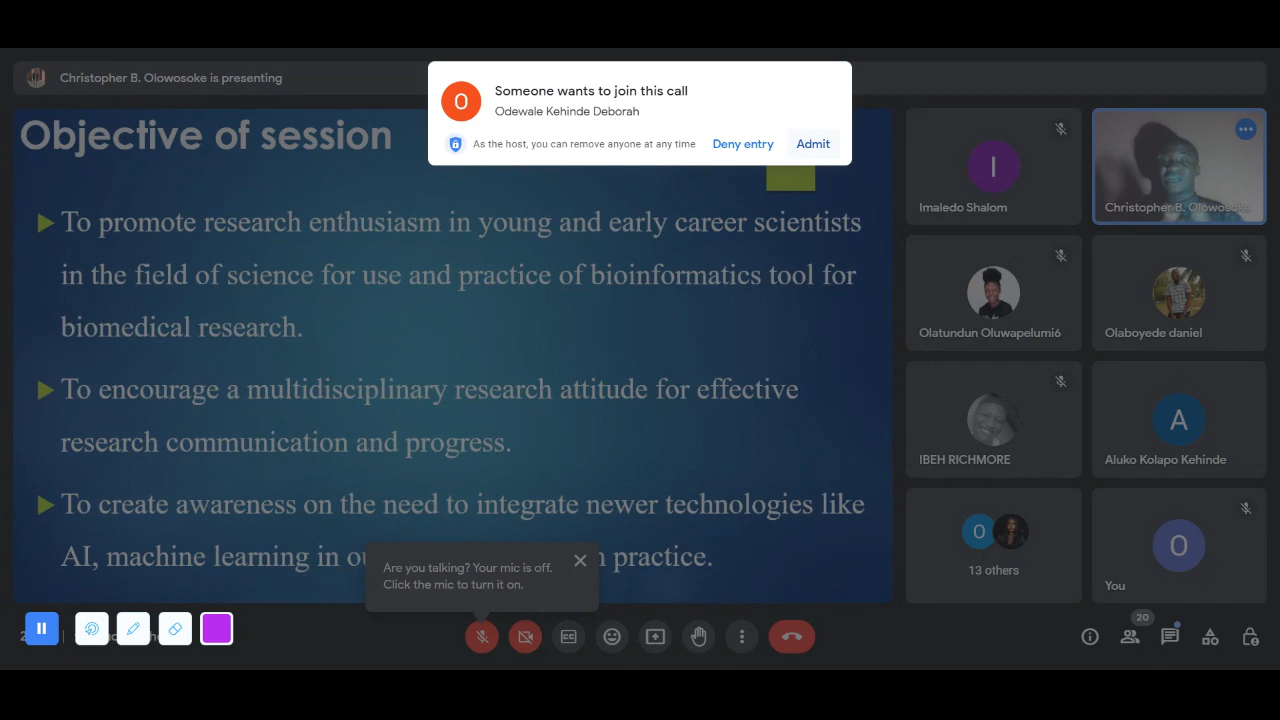 Christopher B. Olowosoke is presenting
Someone wants to join this call
O
Odewale Kehinde Deborah
As the host, you can remove anyone at any time
Deny entry
Admit
Objective of session
To promote research enthusiasm in young and early career scientists
in the field of science for use and practice of bioinformatics tool for
biomedical research.
To encourage a multidisciplinary research attitude for effective
research communication and progress.
To create awareness on the need to integrate newer technologies like
AI, machine learning in practice.
Are you talking? Your mic is off.
Click the mic to turn it on.
I
Imaledo Shalom
Christopher B. Olowosoke
Olatundun Oluwapelumi6
Olaboyede daniel
IBEH RICHMORE
A
Aluko Kolapo Kehinde
O
13 others
O
You
CC
20